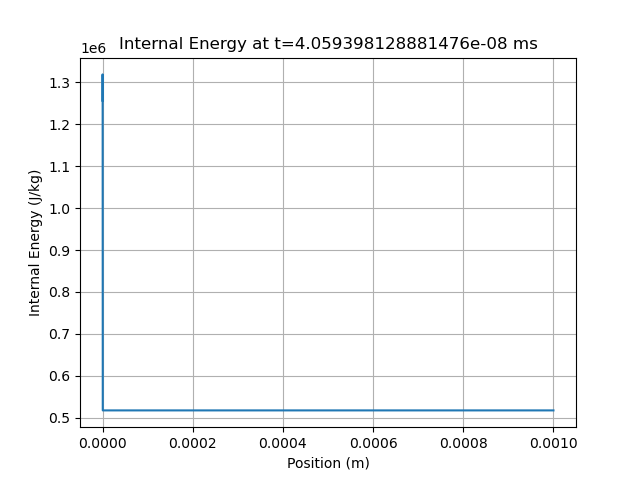 Internal Energy at t=4.059398128881476e-08 ms
1e6
1.3
1.2
1.1
1.0
0.9
0.8
0.7
0.6
0.5
Internal Energy (J/kg)
0.0000 0.0002 0.0004 0.0006 0.0008 0.0010
Position (m)